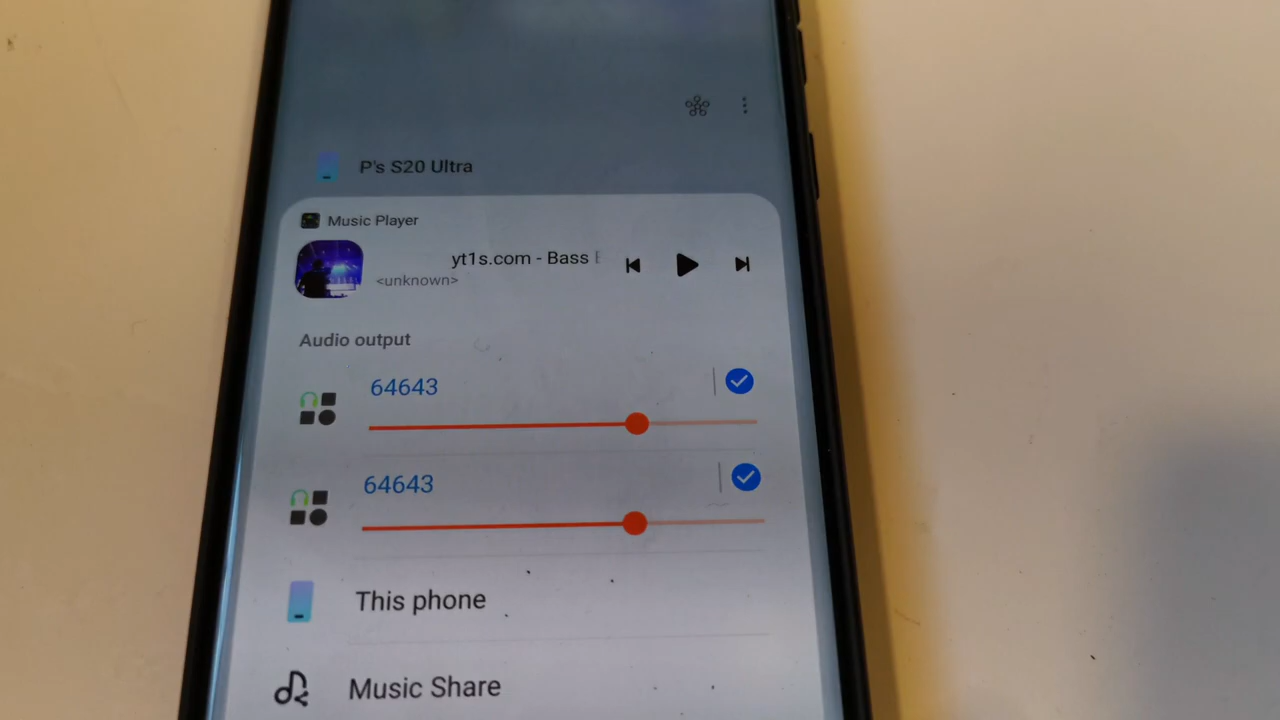 P's S20 Ultra
Music Player
yt1s.com - Bass
<unknown>
Audio output
64643
64643
This phone
Music Share